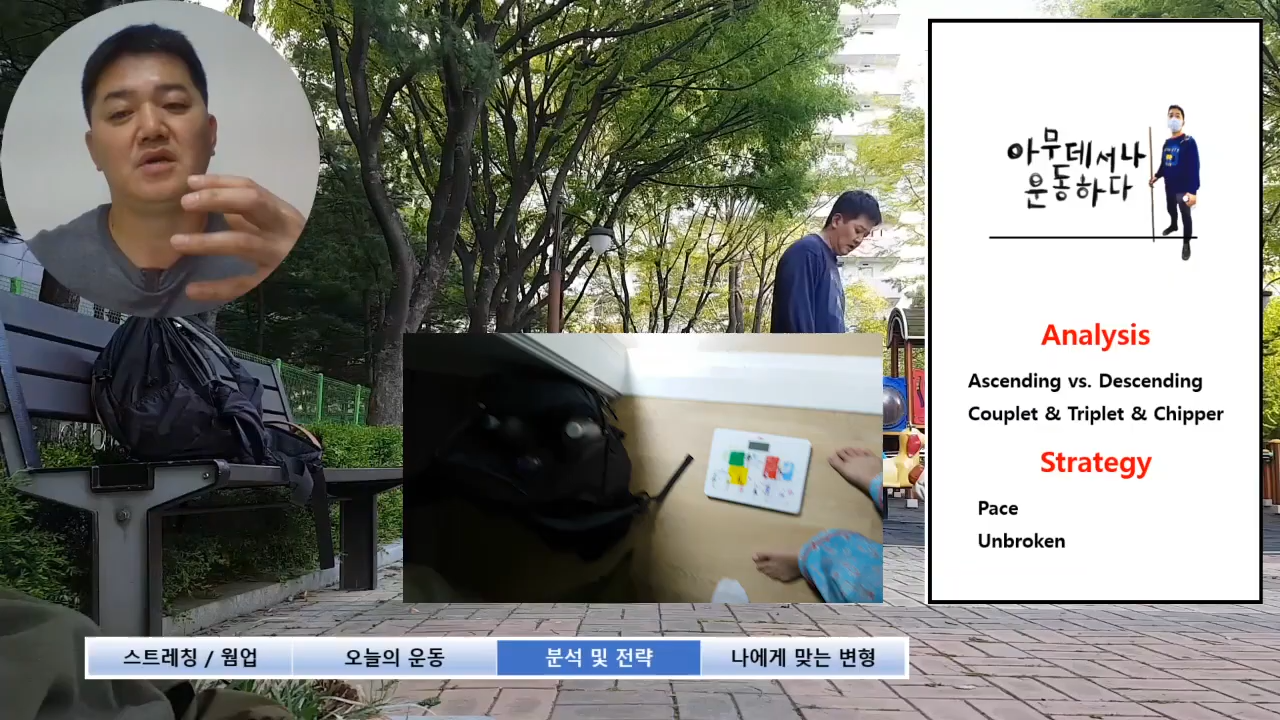 아무데서나
운동하다
Analysis
Ascending vs. Descending
Couplet & Triplet & Chipper
Strategy
Pace
Unbroken
스트레칭 / 웜업
오늘의 운동
분석 및 전략
나에게 맞는 변형